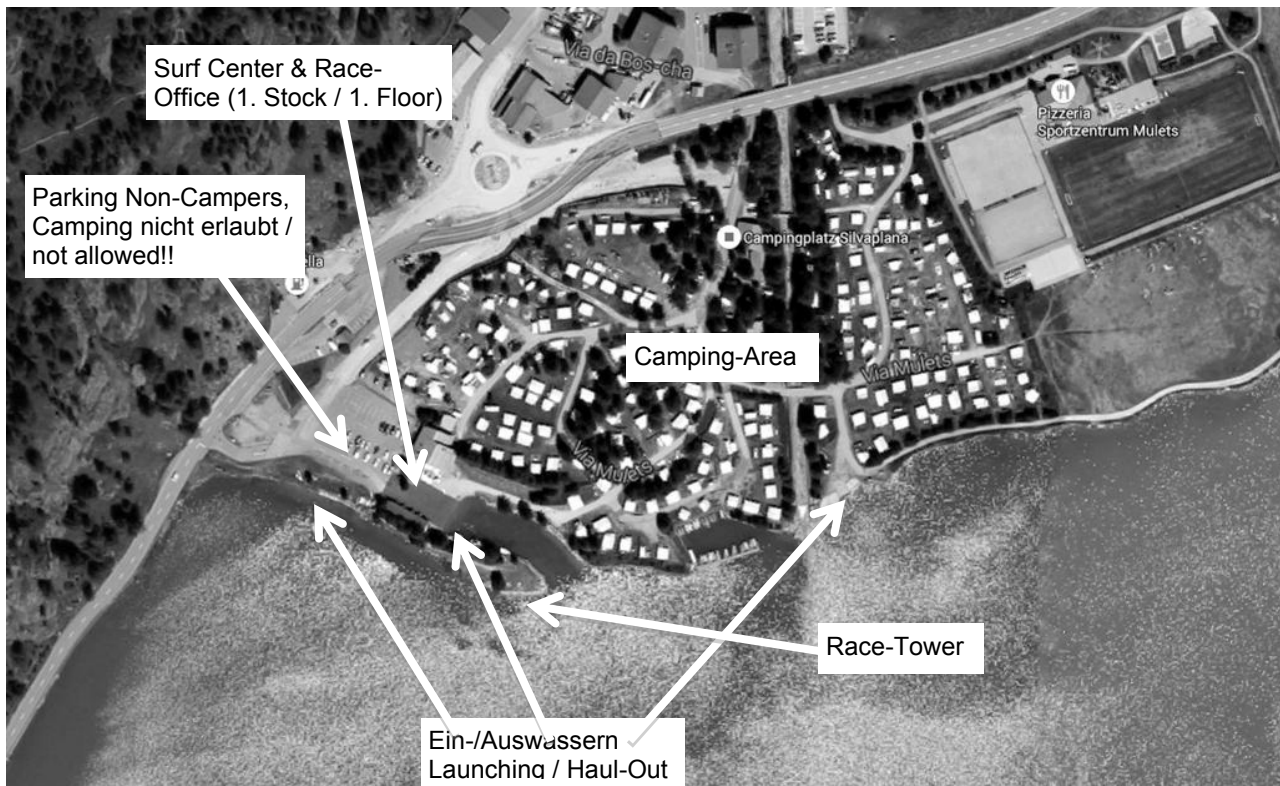 Via da Bos-cha
Surf Center & Race-
Office (1. Stock / 1. Floor)
Pizzeria
Sportzentrum Mulets
Parking Non-Campers,
Camping nicht erlaubt /
not allowed!!
Campingplatz Silvaplana
ella
Camping-Area
Via Mulets
Via Mulets
Race-Tower
Ein-/Auswassern
Launching / Haul-Out